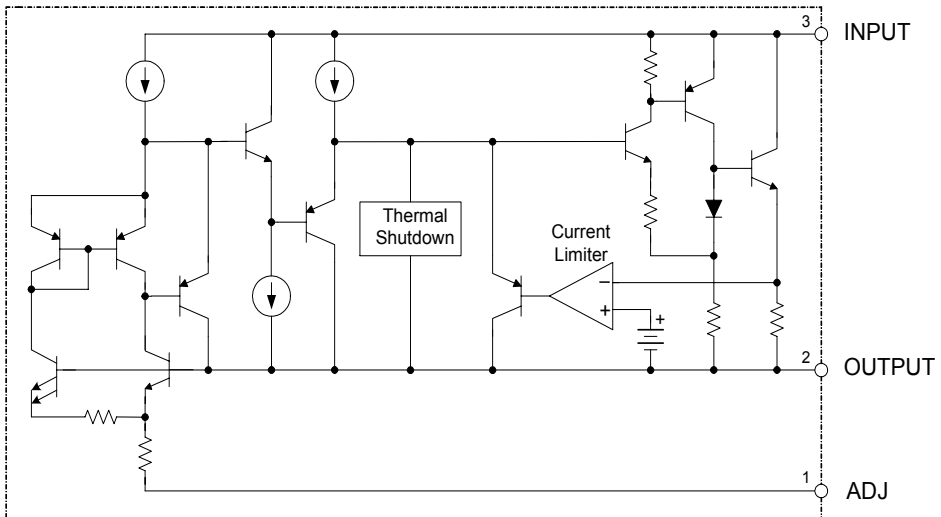 3
INPUT
Thermal
Shutdown
Current
Limiter
−
+
+
2
OUTPUT
1
ADJ